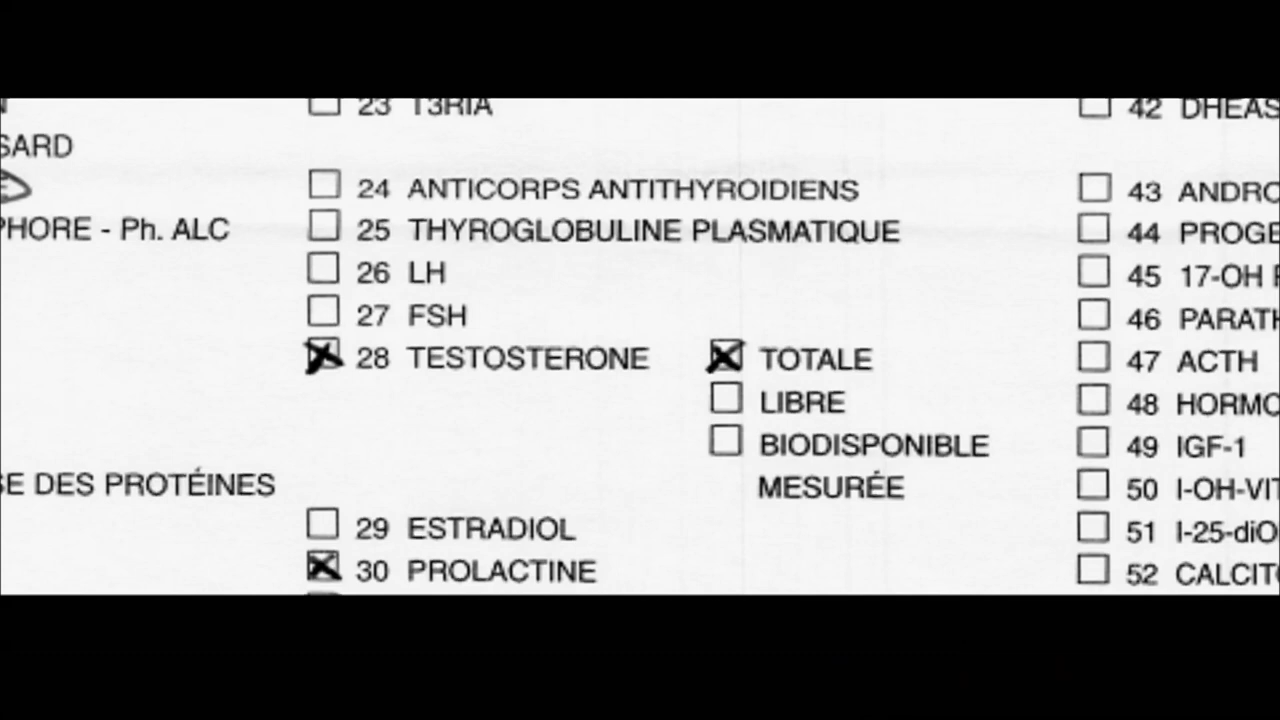 23 T3RIA
42 DHEAS
SARD
24 ANTICORPS ANTITHYROIDIENS
43 ANDRO
PHORE - Ph. ALC
25 THYROGLOBULINE PLASMATIQUE
44 PROGE
26 LH
45 17-OH
27 FSH
46 PARATH
28 TESTOSTERONE
TOTALE
47 ACTH
LIBRE
48 HORMO
BIODISPONIBLE
49 IGF-1
SE DES PROTÉINES
MESURÉE
50 I-OH-VIT
29 ESTRADIOL
51 I-25-diO
30 PROLACTINE
52 CALCIT